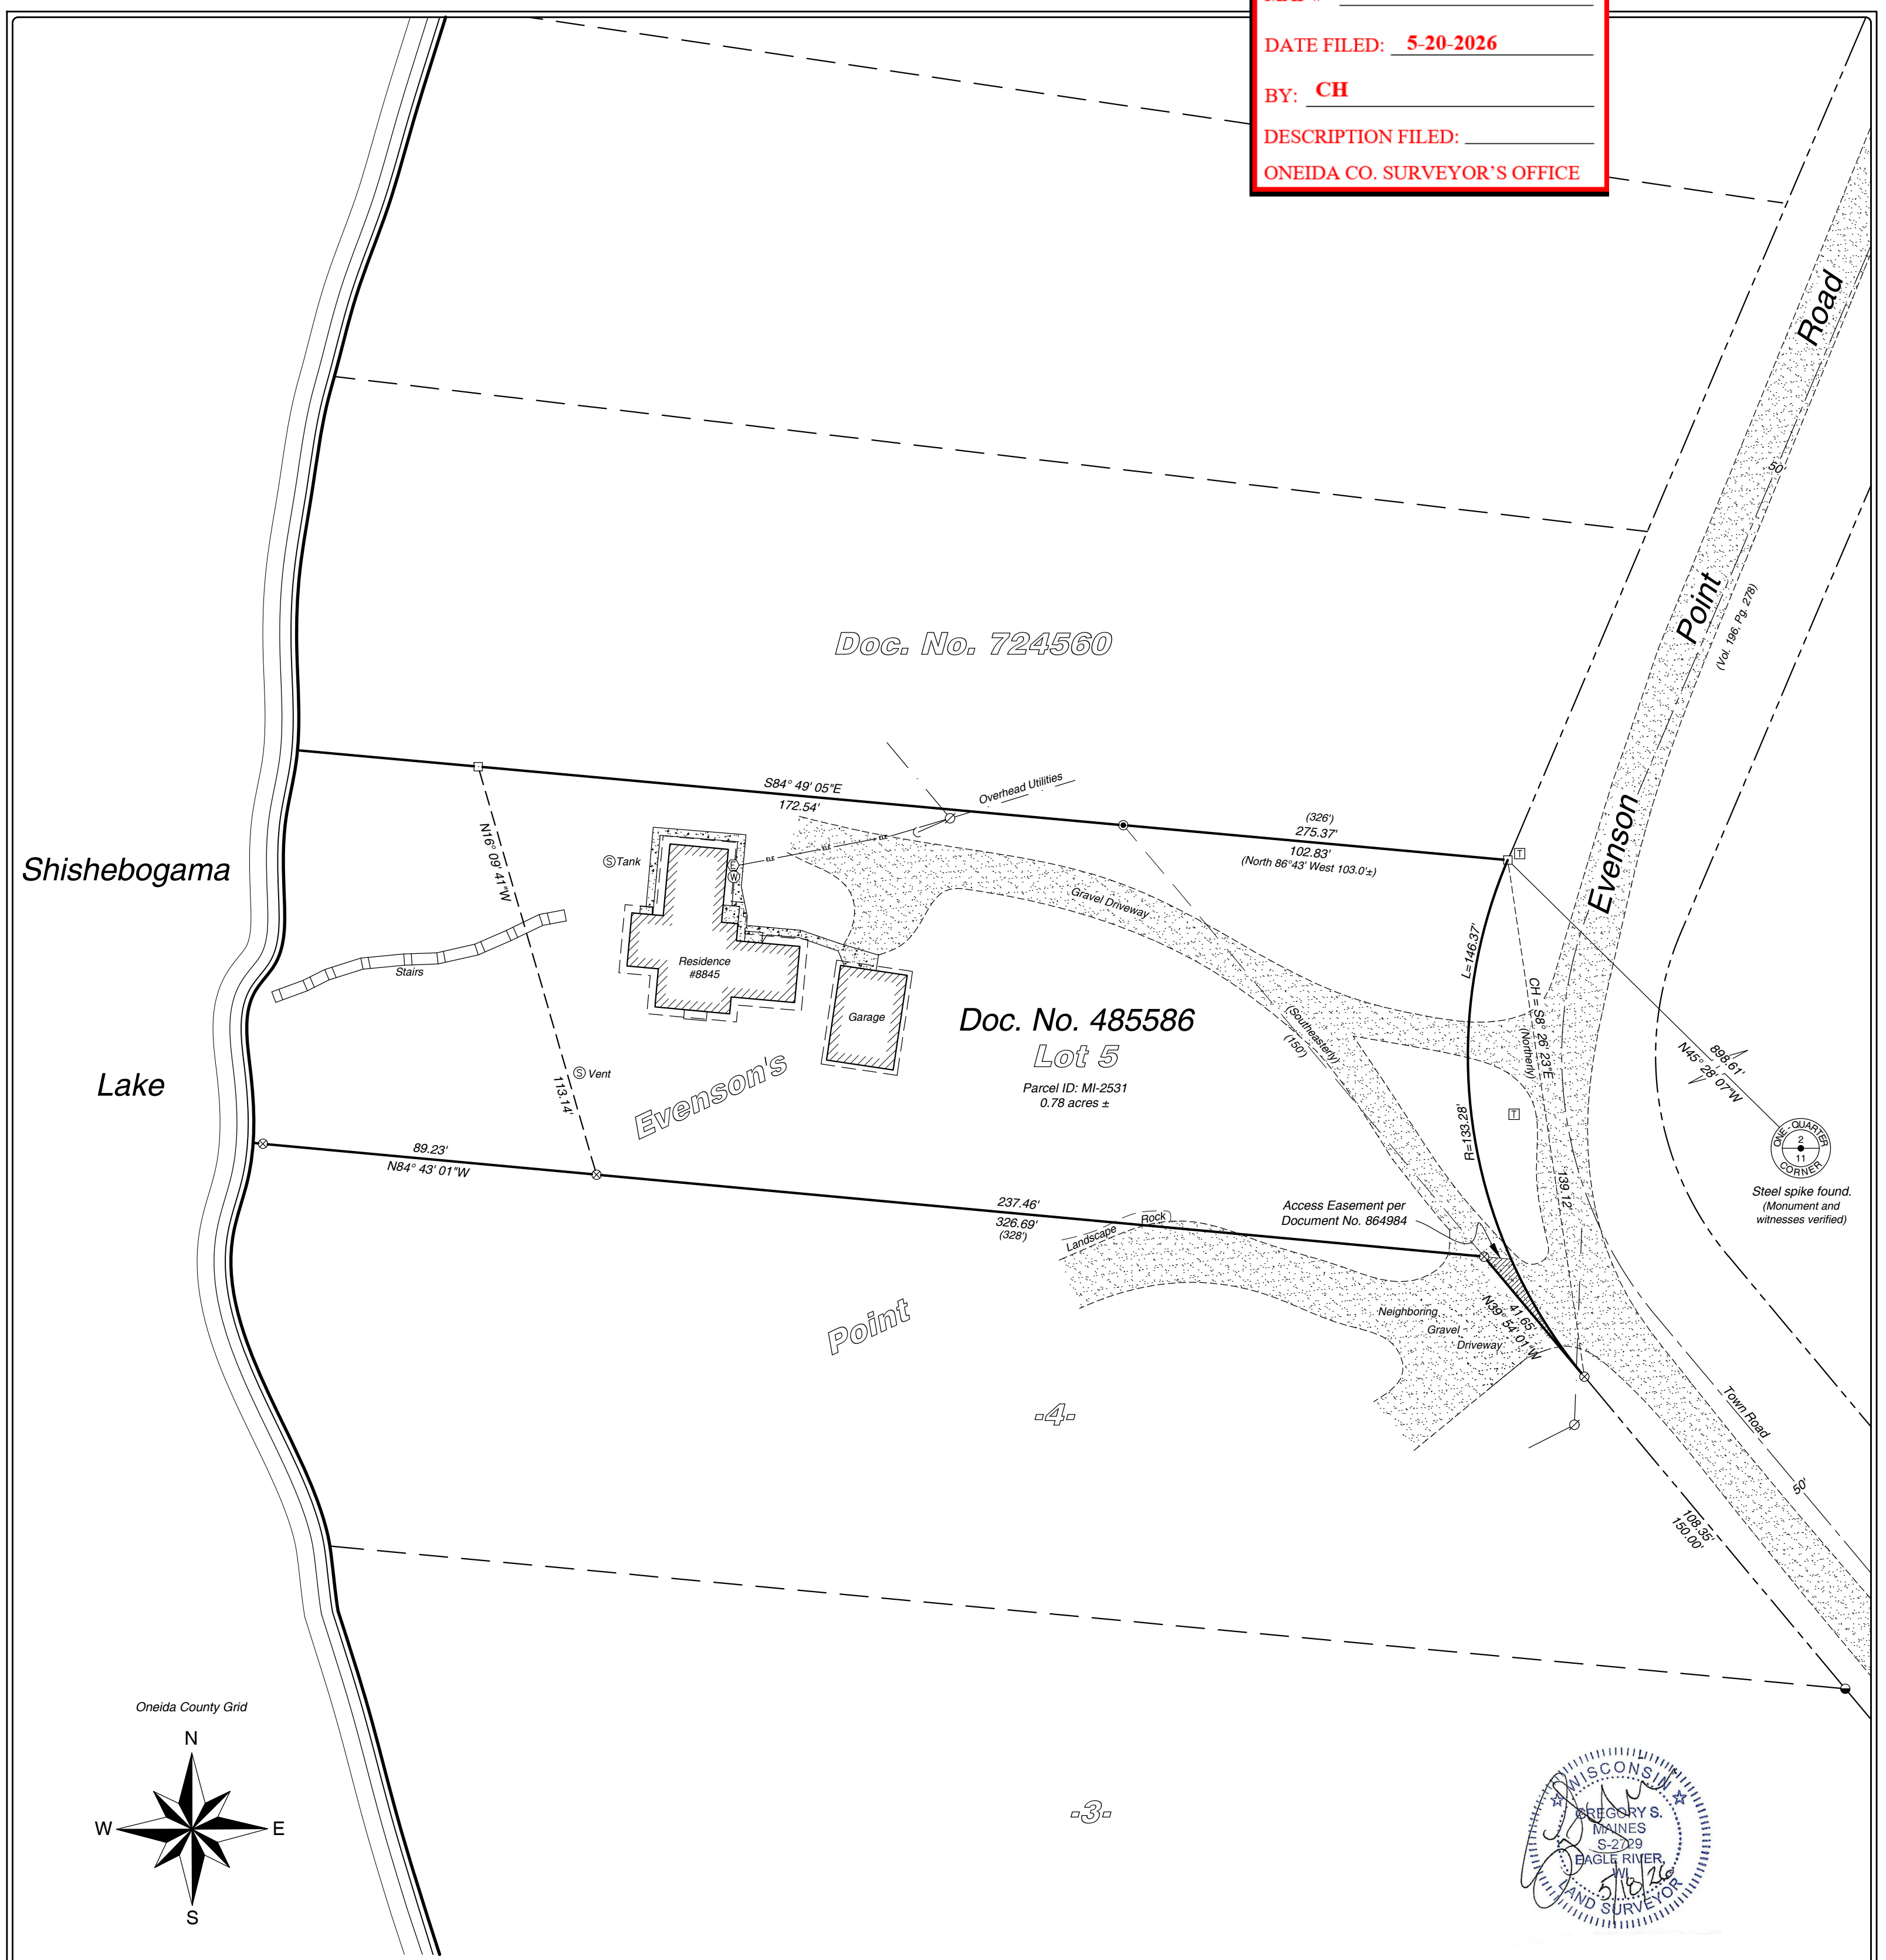 DATE FILED: 5-20-2026
BY: CH
DESCRIPTION FILED:
ONEIDA CO. SURVEYOR'S OFFICE
Road
50'
Point
(Vol. 196, Pg. 278)
Evenson
Doc. No. 724560
S84° 49' 05"E
172.54'
Overhead Utilities
(326')
275.37'
102.83'
(North 86°43' West 103.0'±)
T
Shishebogama
Lake
N16° 09' 41"W
113.14'
S Tank
E
W
ELE
ELE
ELE
Gravel Driveway
Stairs
Residence
#8845
Garage
Doc. No. 485586
Lot 5
Parcel ID: MI-2531
0.78 acres ±
(Southeasterly)
(150')
L=146.37'
R=133.28'
CH = S8° 26' 23"E
(Northerly)
139.12'
T
898.61'
N45° 28' 07"W
ONE-QUARTER
2
11
CORNER
Steel spike found.
(Monument and
witnesses verified)
S Vent
Evenson's
89.23'
N84° 43' 01"W
237.46'
326.69'
(328')
Access Easement per
Document No. 864984
Landscape Rock
Point
Neighboring
Gravel
Driveway
41.65'
N39° 54' 01"W
-4-
Town Road
50'
108.35'
150.00'
Oneida County Grid
N
W
E
S
-3-
WISCONSIN
GREGORY S.
MAINES
S-2729
EAGLE RIVER,
WI
5/18/26
LAND SURVEYOR